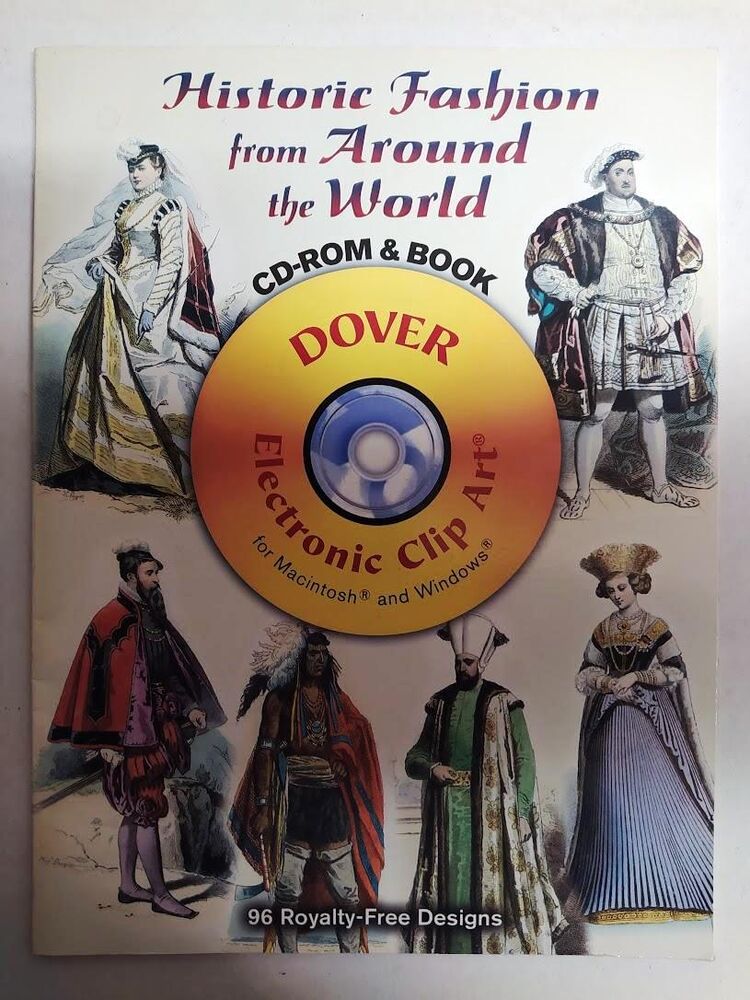 Historic Fashion
from Around
the World
CD-ROM & BOOK
DOVER
Electronic Clip Art®
for Macintosh® and Windows®
96 Royalty-Free Designs